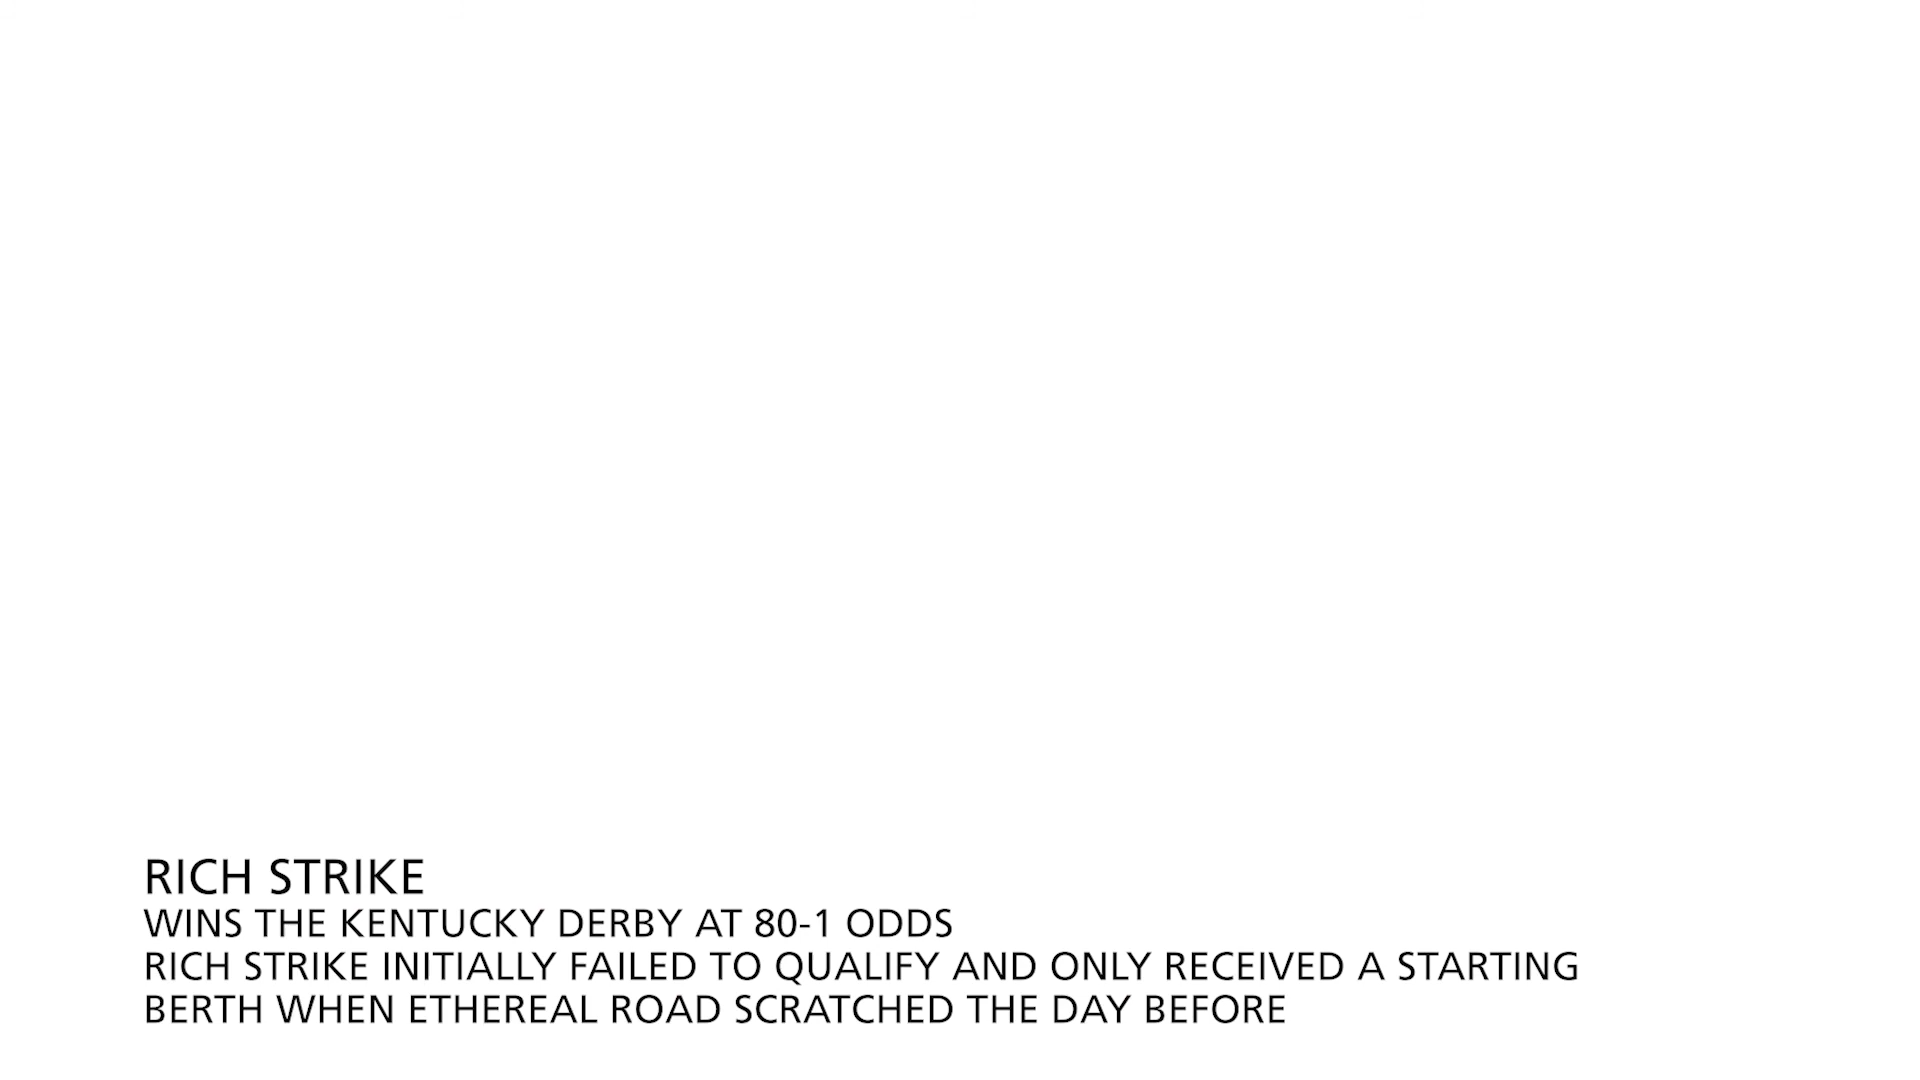 RICH STRIKE
WINS THE KENTUCKY DERBY AT 80-1 ODDS
RICH STRIKE INITIALLY FAILED TO QUALIFY AND ONLY RECEIVED A STARTING
BERTH WHEN ETHEREAL ROAD SCRATCHED THE DAY BEFORE